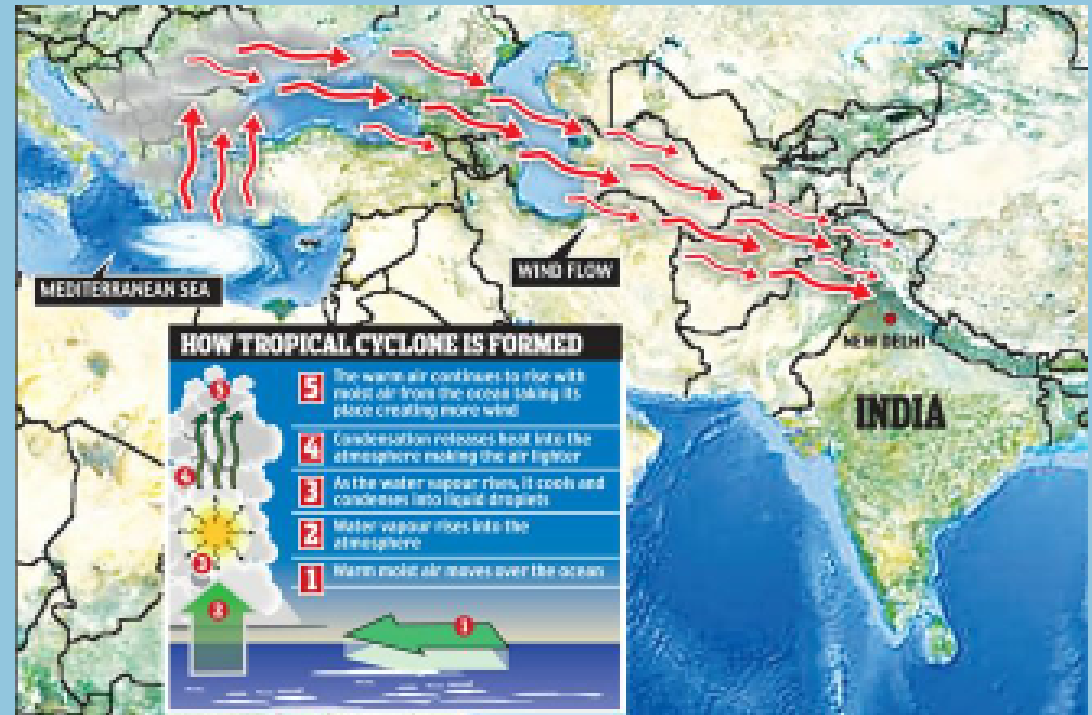 MEDITERRANEAN SEA
WIND FLOW
NEW DELHI
INDIA
HOW TROPICAL CYCLONE IS FORMED
5 The warm air continues to rise with
moist air from the ocean taking its
place creating more wind
4 Condensation releases heat into the
atmosphere making the air lighter
3 As the water vapour rises, it cools and
condenses into liquid droplets
2 Water vapour rises into the
atmosphere
1 Warm moist air moves over the ocean
5
4
1